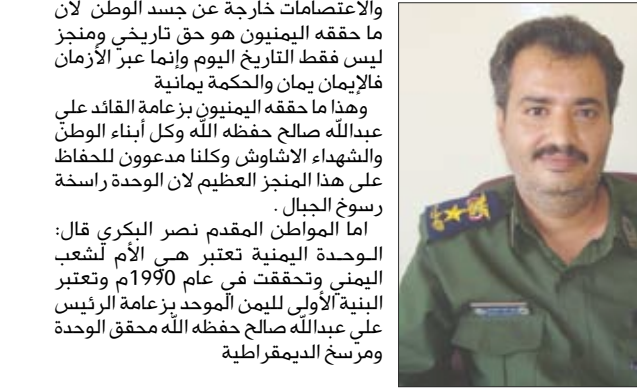 والاعتصامات خارجة عن جسد الوطن لان
ما حققه اليمنيون هو حق تاريخي ومنجز
ليس فقط التاريخ اليوم وإنما عبر الأزمان
فالإيمان يمان والحكمة يمانية
وهذا ما حققه اليمنيون بزعامة القائد علي
عبدالله صالح حفظه الله وكل أبناء الوطن
والشهداء الاشاوش وكلنا مدعوون للحفاظ
على هذا المنجز العظيم لان الوحدة راسخة
رسوخ الجبال .
اما المواطن المقدم نصر البكري قال:
الـوحـدة اليمنية تعتبر هـي الأم لشعب
اليمني وتحققت في عام 1990م وتعتبر
البنية الأولى لليمن الموحد بزعامة الرئيس
علي عبدالله صالح حفظه الله محقق الوحدة
ومرسخ الديمقراطية